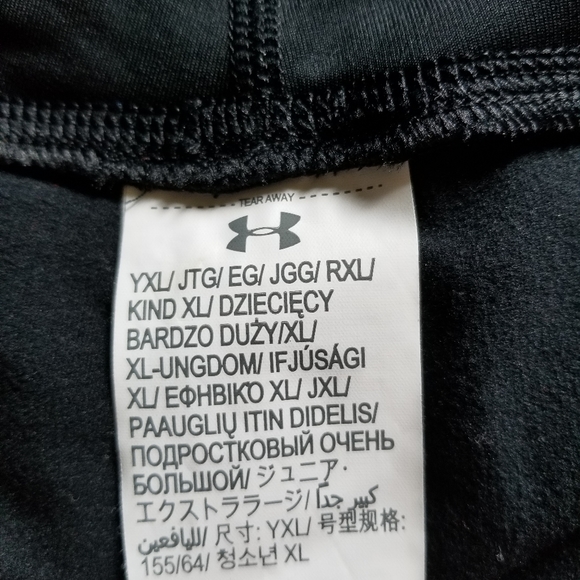 TEAR AWAY
YXL/ JTG/ EG/ JGG/ RXL/
KIND XL/ DZIECIĘCY
BARDZO DUŻY/XL/
XL-UNGDOM/ IFJÚSÁGI
XL/ ΕΦΗΒΙΚΌ XL/ JXL/
PAAUGLIŲ ITIN DIDELIS/
ПОДРОСТКОВЫЙ ОЧЕНЬ
БОЛЬШОЙ/ ジュニア·
エクストララージ/ كبير جداً
للیافعین/ 尺寸: YXL/ 号型规格:
155/64/ 청소년 XL